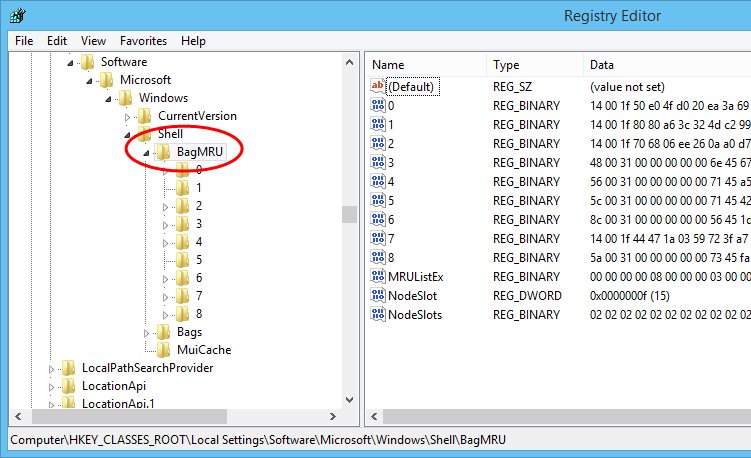 Registry Editor
File Edit View Favorites Help
Software
Microsoft
Windows
CurrentVersion
Shell
BagMRU
0
1
2
3
4
5
6
7
8
Bags
MuiCache
LocalPathSearchProvider
LocationApi
LocationApi.1
Name Type Data
ab (Default) REG_SZ (value not set)
0 REG_BINARY 14 00 1f 50 e0 4f d0 20 ea 3a 69
1 REG_BINARY 14 00 1f 80 80 a6 3c 32 4d c2 99
2 REG_BINARY 14 00 1f 70 68 06 ee 26 0a a0 d7
3 REG_BINARY 48 00 31 00 00 00 00 00 6e 45 67
4 REG_BINARY 56 00 31 00 00 00 00 00 71 45 a5
5 REG_BINARY 5c 00 31 00 00 00 00 00 71 45 42
6 REG_BINARY 8c 00 31 00 00 00 00 00 56 45 1c
7 REG_BINARY 14 00 1f 44 47 1a 03 59 72 3f a7
8 REG_BINARY 5a 00 31 00 00 00 00 00 73 45 fa
MRUListEx REG_BINARY 00 00 00 00 08 00 00 00 03 00 00
NodeSlot REG_DWORD 0x0000000f (15)
NodeSlots REG_BINARY 02 02 02 02 02 02 02 02 02 02 02
Computer\HKEY_CLASSES_ROOT\Local Settings\Software\Microsoft\Windows\Shell\BagMRU